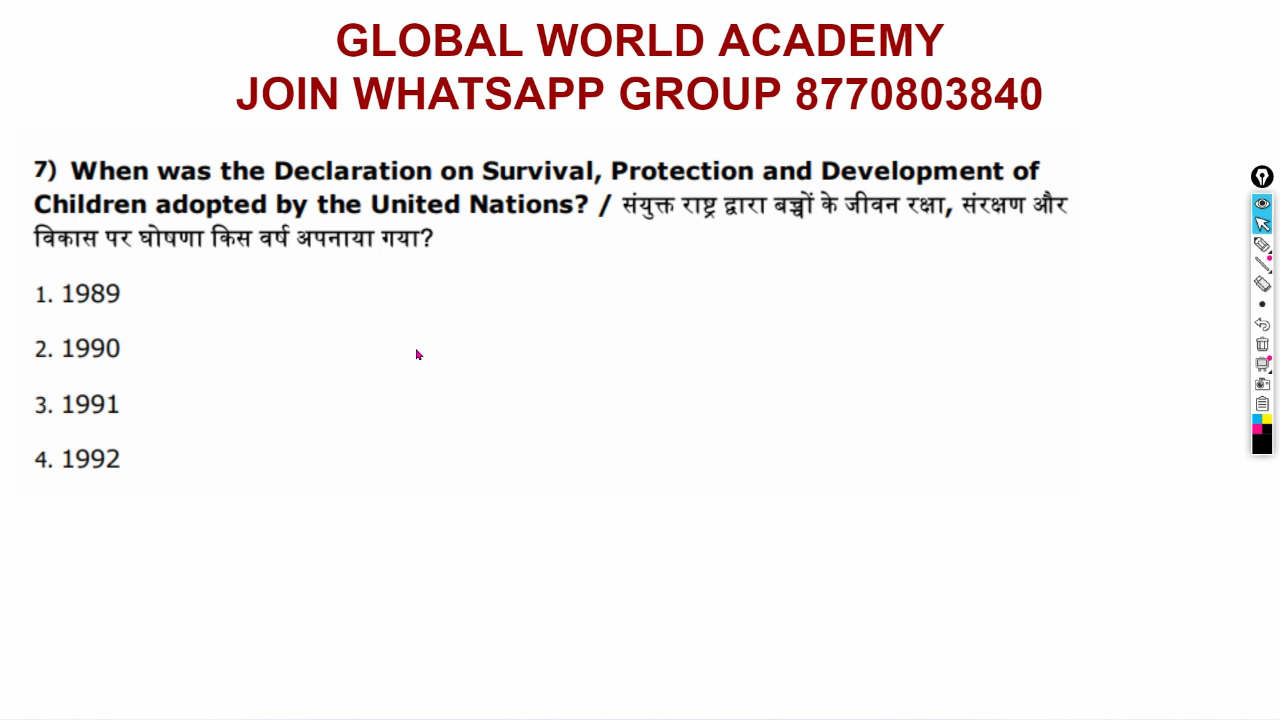 GLOBAL WORLD ACADEMY
JOIN WHATSAPP GROUP 8770803840
7) When was the Declaration on Survival, Protection and Development of
Children adopted by the United Nations? / संयुक्त राष्ट्र द्वारा बच्चों के जीवन रक्षा, संरक्षण और
विकास पर घोषणा किस वर्ष अपनाया गया?
1. 1989
2. 1990
3. 1991
4. 1992